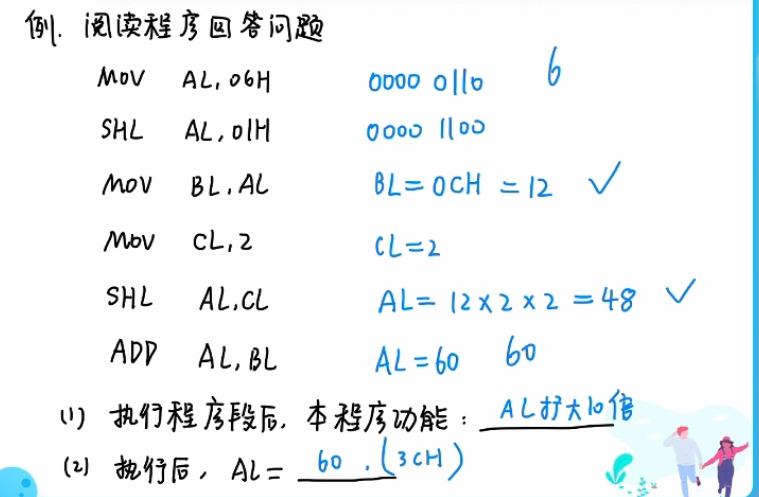 例. 阅读程序回答问题
MOV AL, 06H 0000 0110 6
SHL AL, 01H 0000 1100
MOV BL, AL BL = 0CH = 12 ✓
MOV CL, 2 CL = 2
SHL AL, CL AL = 12 × 2 × 2 = 48 ✓
ADD AL, BL AL = 60 60
(1) 执行程序段后, 本程序功能: AL扩大10倍
(2) 执行后, AL = 60 . (3CH)